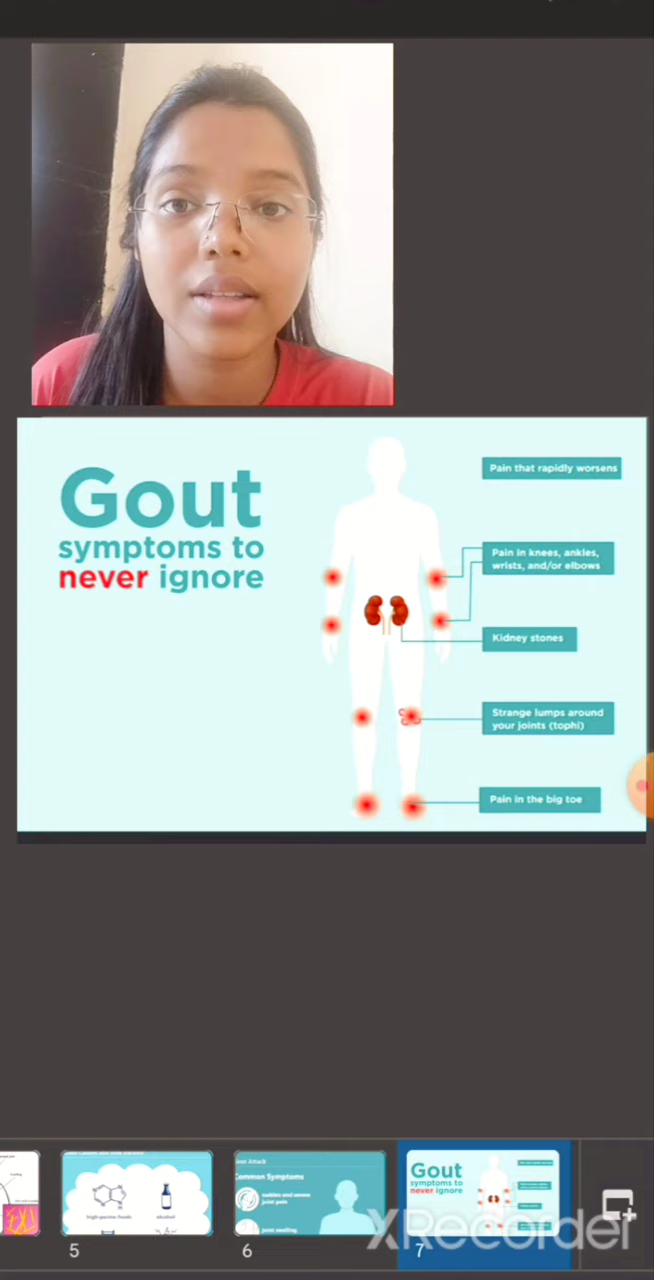 Gout
symptoms to
never ignore
Pain that rapidly worsens
Pain in knees, ankles,
wrists, and/or elbows
Kidney stones
Strange lumps around
your joints (tophi)
Pain in the big toe
high-purine foods
alcohol
Common Symptoms
Gout
symptoms to
never ignore
5
6
7
XRecorder